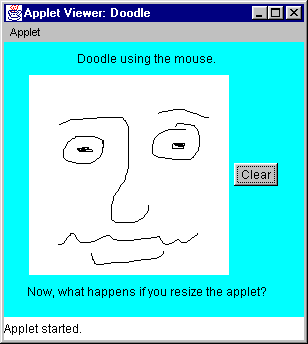 Applet Viewer: Doodle
Applet
Doodle using the mouse.
Clear
Now, what happens if you resize the applet?
Applet started.